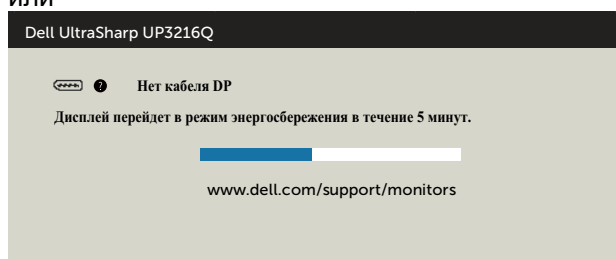 или
Dell UltraSharp UP3216Q
? Нет кабеля DP
Дисплей перейдет в режим энергосбережения в течение 5 минут.
www.dell.com/support/monitors